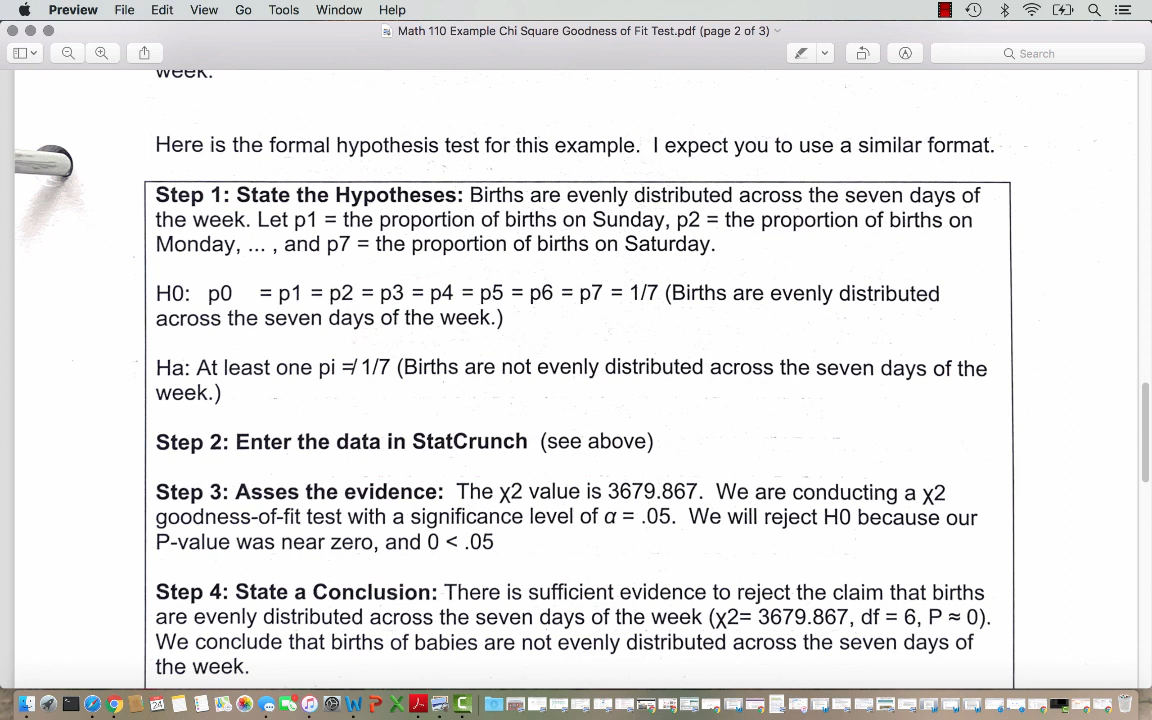 Preview File Edit View Go Tools Window Help
Math 110 Example Chi Square Goodness of Fit Test.pdf (page 2 of 3)
Search
week.
Here is the formal hypothesis test for this example. I expect you to use a similar format.
Step 1: State the Hypotheses: Births are evenly distributed across the seven days of
the week. Let p1 = the proportion of births on Sunday, p2 = the proportion of births on
Monday, ... , and p7 = the proportion of births on Saturday.
H0: p0 = p1 = p2 = p3 = p4 = p5 = p6 = p7 = 1/7 (Births are evenly distributed
across the seven days of the week.)
Ha: At least one pi ≠ 1/7 (Births are not evenly distributed across the seven days of the
week.)
Step 2: Enter the data in StatCrunch (see above)
Step 3: Asses the evidence: The χ2 value is 3679.867. We are conducting a χ2
goodness-of-fit test with a significance level of α = .05. We will reject H0 because our
P-value was near zero, and 0 < .05
Step 4: State a Conclusion: There is sufficient evidence to reject the claim that births
are evenly distributed across the seven days of the week (χ2= 3679.867, df = 6, P ≈ 0).
We conclude that births of babies are not evenly distributed across the seven days of
the week.